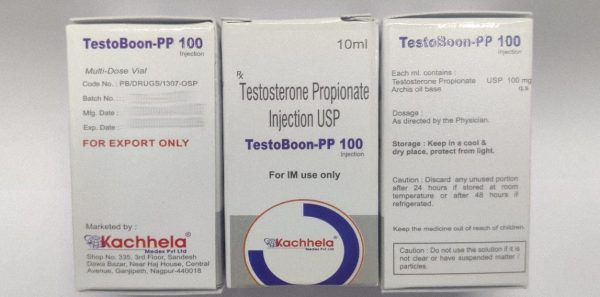 TestoBoon-PP 100
Injection
Multi-Dose Vial
Code No. : PB/DRUGS/1307-OSP
Batch No. :
Mfg. Date :
Exp. Date :
FOR EXPORT ONLY
Marketed by :
Kachhela®
Medex Pvt Ltd
Shop No. 335, 3rd Floor, Sandesh
Dawa Bazar, Near Haj House, Central
Avenue, Ganjipeth, Nagpur-440018
10ml
Rx
Testosterone Propionate
Injection USP
TestoBoon-PP 100
Injection
For IM use only
Kachhela®
Medex Pvt Ltd
TestoBoon-PP 100
Injection
Each ml. contains :
Testosterone Propionate USP 100 mg
Archis oil base q.s
Dosage :
As directed by the Physician.
Storage : Keep in a cool &
dry place, protect from light.
Caution : Discard any unused portion
after 24 hours if stored at room
temperature or after 48 hours if
refrigerated.
Keep the medicine out of reach of children.
Caution : Do not use the solution if it is
not clear or have suspended matter /
particles.